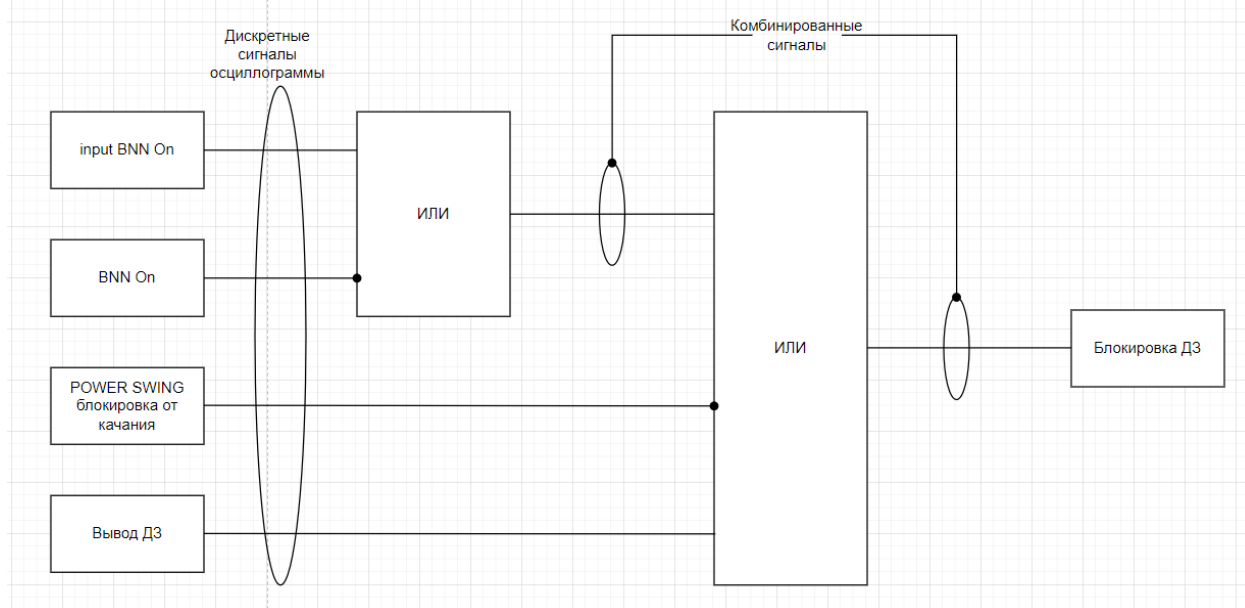 Дискретные
сигналы
осциллограммы
Комбинированные
сигналы
input BNN On
ИЛИ
BNN On
ИЛИ
Блокировка ДЗ
POWER SWING
блокировка от
качания
Вывод ДЗ